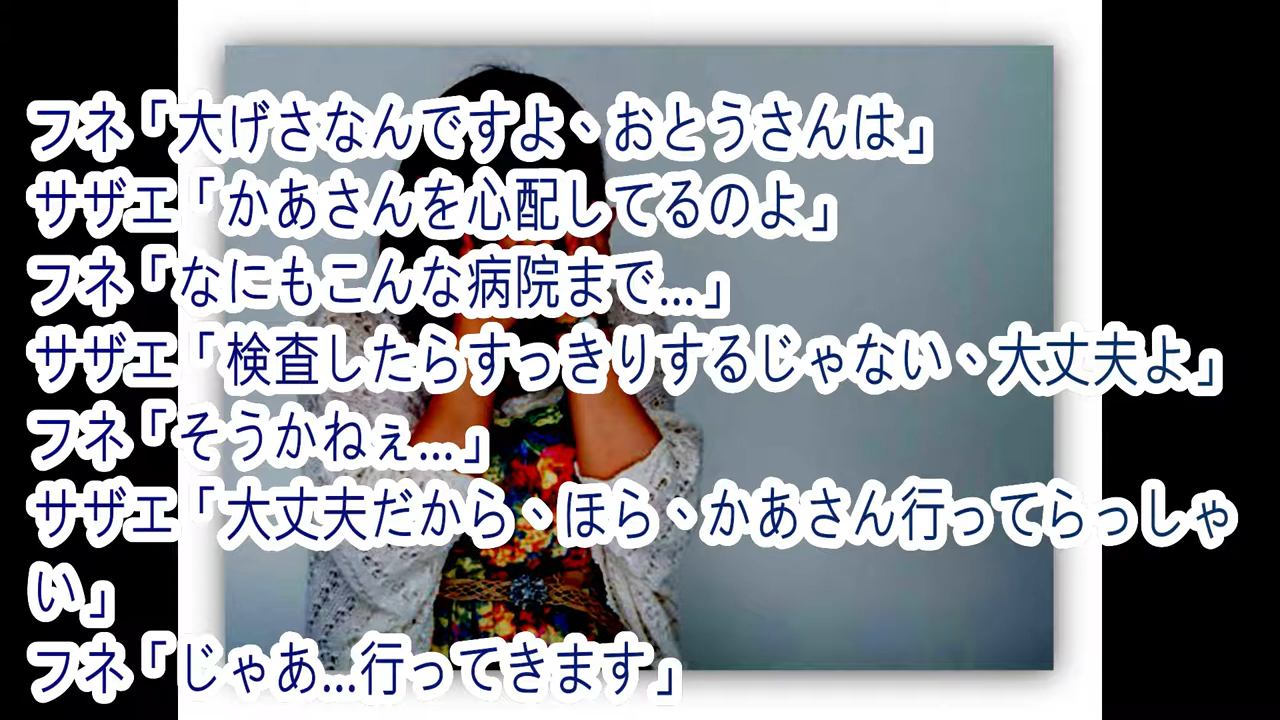 フネ「大げさなんですよ、おとうさんは」
サザエ「かあさんを心配してるのよ」
フネ「なにもこんな病院まで...」
サザエ「検査したらすっきりするじゃない、大丈夫よ」
フネ「そうかねぇ...」
サザエ「大丈夫だから、ほら、かあさん行ってらっしゃ
い」
フネ「じゃあ...行ってきます」